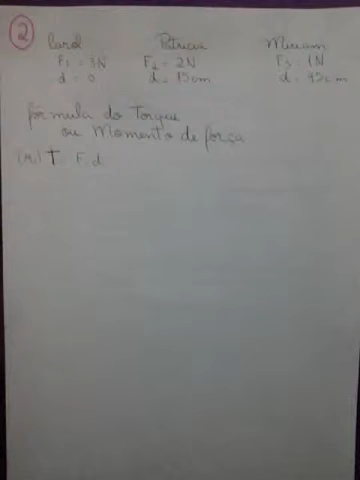 2
Carol Patricia Miriam
F₁ = 3N F₂ = 2N F₃ = 1N
d = 0 d = 15cm d = 45cm
fórmula do Torque
ou Momento de força
(M) T = F. d